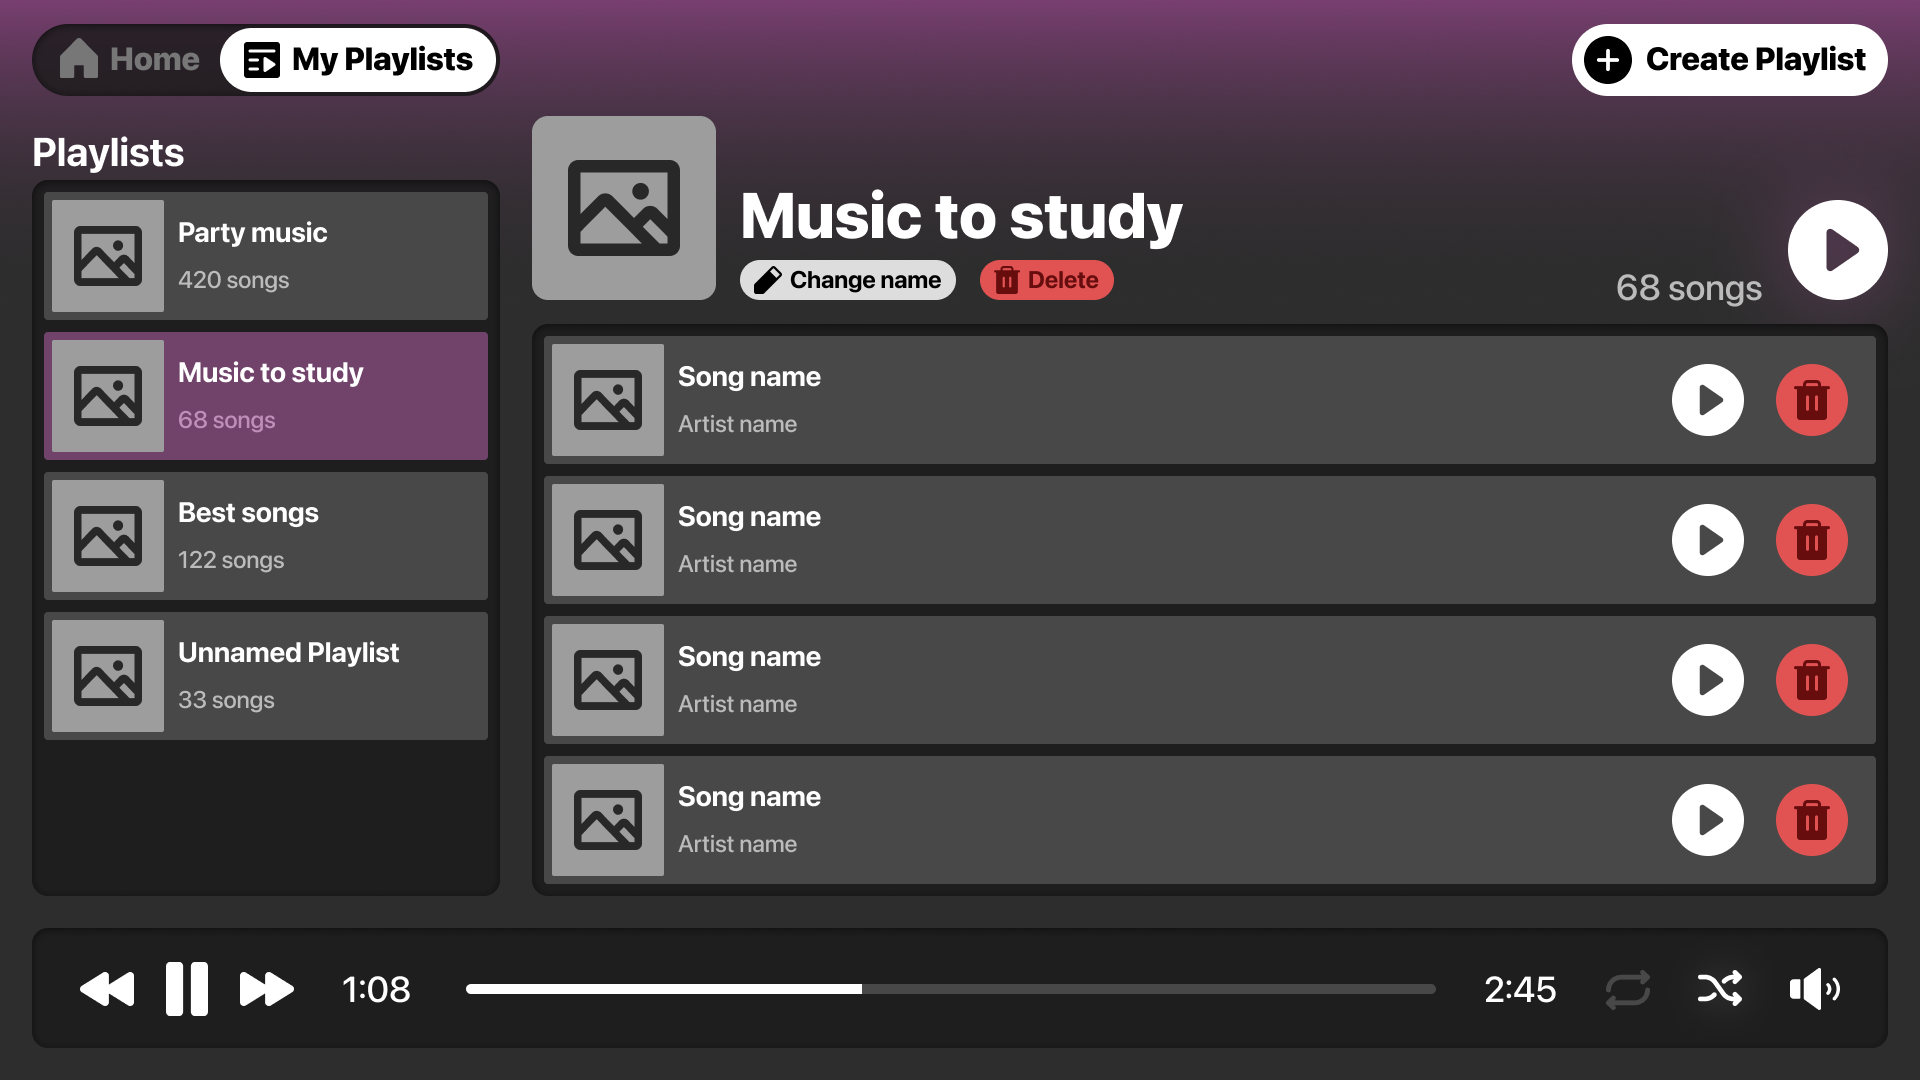 Home
My Playlists
Create Playlist
Playlists
Party music
420 songs
Music to study
68 songs
Best songs
122 songs
Unnamed Playlist
33 songs
Music to study
Change name
Delete
68 songs
Song name
Artist name
Song name
Artist name
Song name
Artist name
Song name
Artist name
1:08
2:45